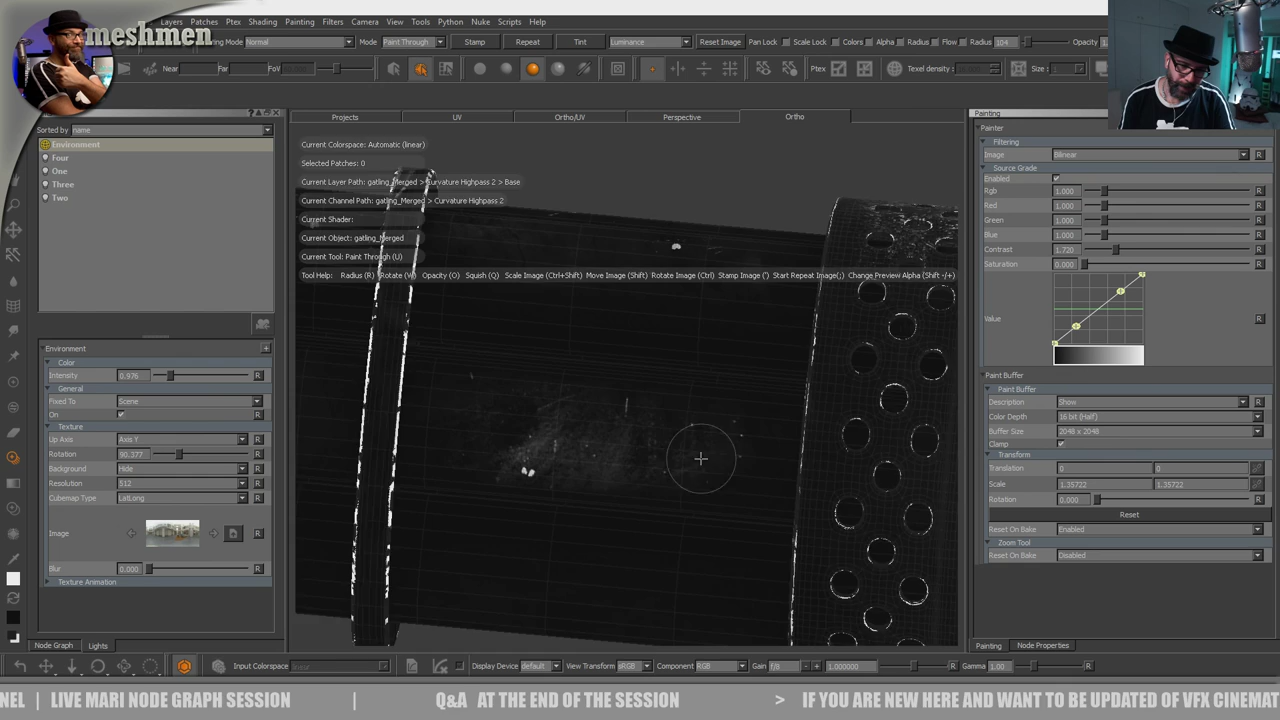 Layers Patches Ptex Shading Painting Filters Camera View Tools Python Nuke Scripts Help
meshmen
Mode Normal Mode Paint Through Stamp Repeat Tint Luminance Reset Image Pan Lock Scale Lock Colors Alpha Radius Flow Radius 104 Opacity
Near Far FoV Ptex Texel density Size : 1
Projects UV Ortho/UV Perspective Ortho
Sorted by name
Environment
Four
One
Three
Two
Environment
Color
Intensity 0.976 R
General
Fixed To Scene R
On R
Texture
Up Axis Axis Y R
Rotation 90.377 R
Background Hide R
Resolution 512 R
Cubemap Type LatLong R
Image R
Blur 0.000 R
Texture Animation
Node Graph Lights
Current Colorspace: Automatic (linear)
Selected Patches: 0
Current Layer Path: gatling_Merged > Curvature Highpass 2 > Base
Current Channel Path: gatling_Merged > Curvature Highpass 2
Current Shader:
Current Object: gatling_Merged
Current Tool: Paint Through (U)
Tool Help: Radius (R) Rotate (W) Opacity (O) Squish (Q) Scale Image (Ctrl+Shift) Move Image (Shift) Rotate Image (Ctrl) Stamp Image (') Start Repeat Image(;) Change Preview Alpha (Shift -/+)
Painting
Painter
Filtering
Image Bilinear R
Source Grade
Enabled R
Rgb 1.000 R
Red 1.000 R
Green 1.000 R
Blue 1.000 R
Contrast 1.720 R
Saturation 0.000 R
Value R
Paint Buffer
Paint Buffer
Description Show R
Color Depth 16 bit (Half)
Buffer Size 2048 x 2048
Clamp R
Transform
Translation 0 0 R
Scale 1.35722 1.35722 R
Rotation 0.000 R
Reset
Reset On Bake Enabled
Zoom Tool
Reset On Bake Disabled
Painting Node Properties
Input Colorspace linear Display Device default View Transform sRGB Component RGB Gain f/8 - + 1.000000 R Gamma 1.00 R
NEL | LIVE MARI NODE GRAPH SESSION | Q&A AT THE END OF THE SESSION > IF YOU ARE NEW HERE AND WANT TO BE UPDATED OF VFX CINEMAT